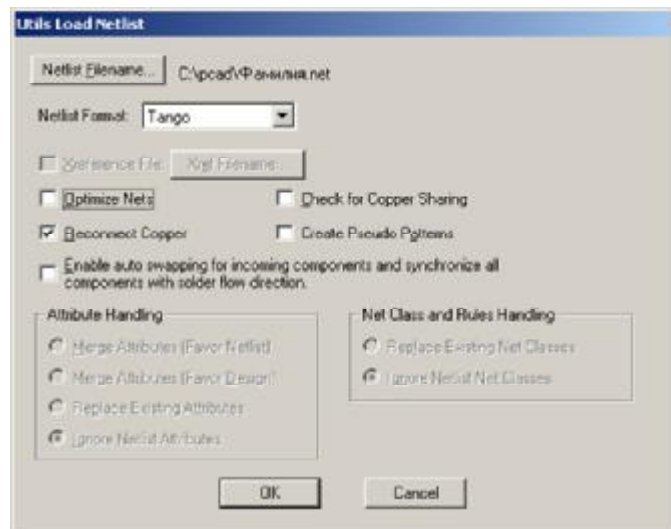 Utils Load Netlist
Netlist Filename... C:\pcad\Фамилия.net
Netlist Format: Tango
Xreference File: Xref Filename...
Optimize Nets Check for Copper Sharing
Reconnect Copper Create Pseudo Patterns
Enable auto swapping for incoming components and synchronize all
components with solder flow direction.
Attribute Handling Net Class and Rules Handling
Merge Attributes (Favor Netlist) Replace Existing Net Classes
Merge Attributes (Favor Design) Ignore Netlist Net Classes
Replace Existing Attributes
Ignore Netlist Attributes
OK Cancel